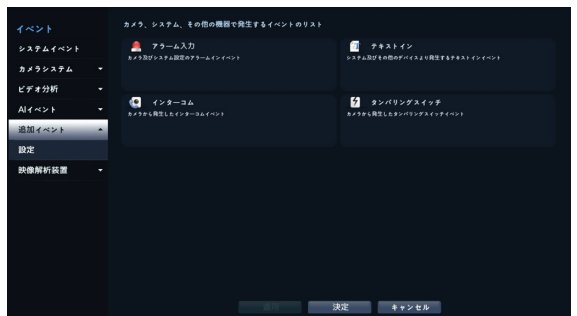 イベント
システムイベント
カメラシステム
ビデオ分析
AIイベント
追加イベント
設定
映像解析装置
カメラ、システム、その他の機器で発生するイベントのリスト
アラーム入力
カメラ及びシステム設定のアラームインイベント
テキストイン
システム及びその他のデバイスより発生するテキストインイベント
インターコム
カメラから発生したインターコムイベント
タンパリングスイッチ
カメラから発生したタンパリングスイッチイベント
適用
決定
キャンセル